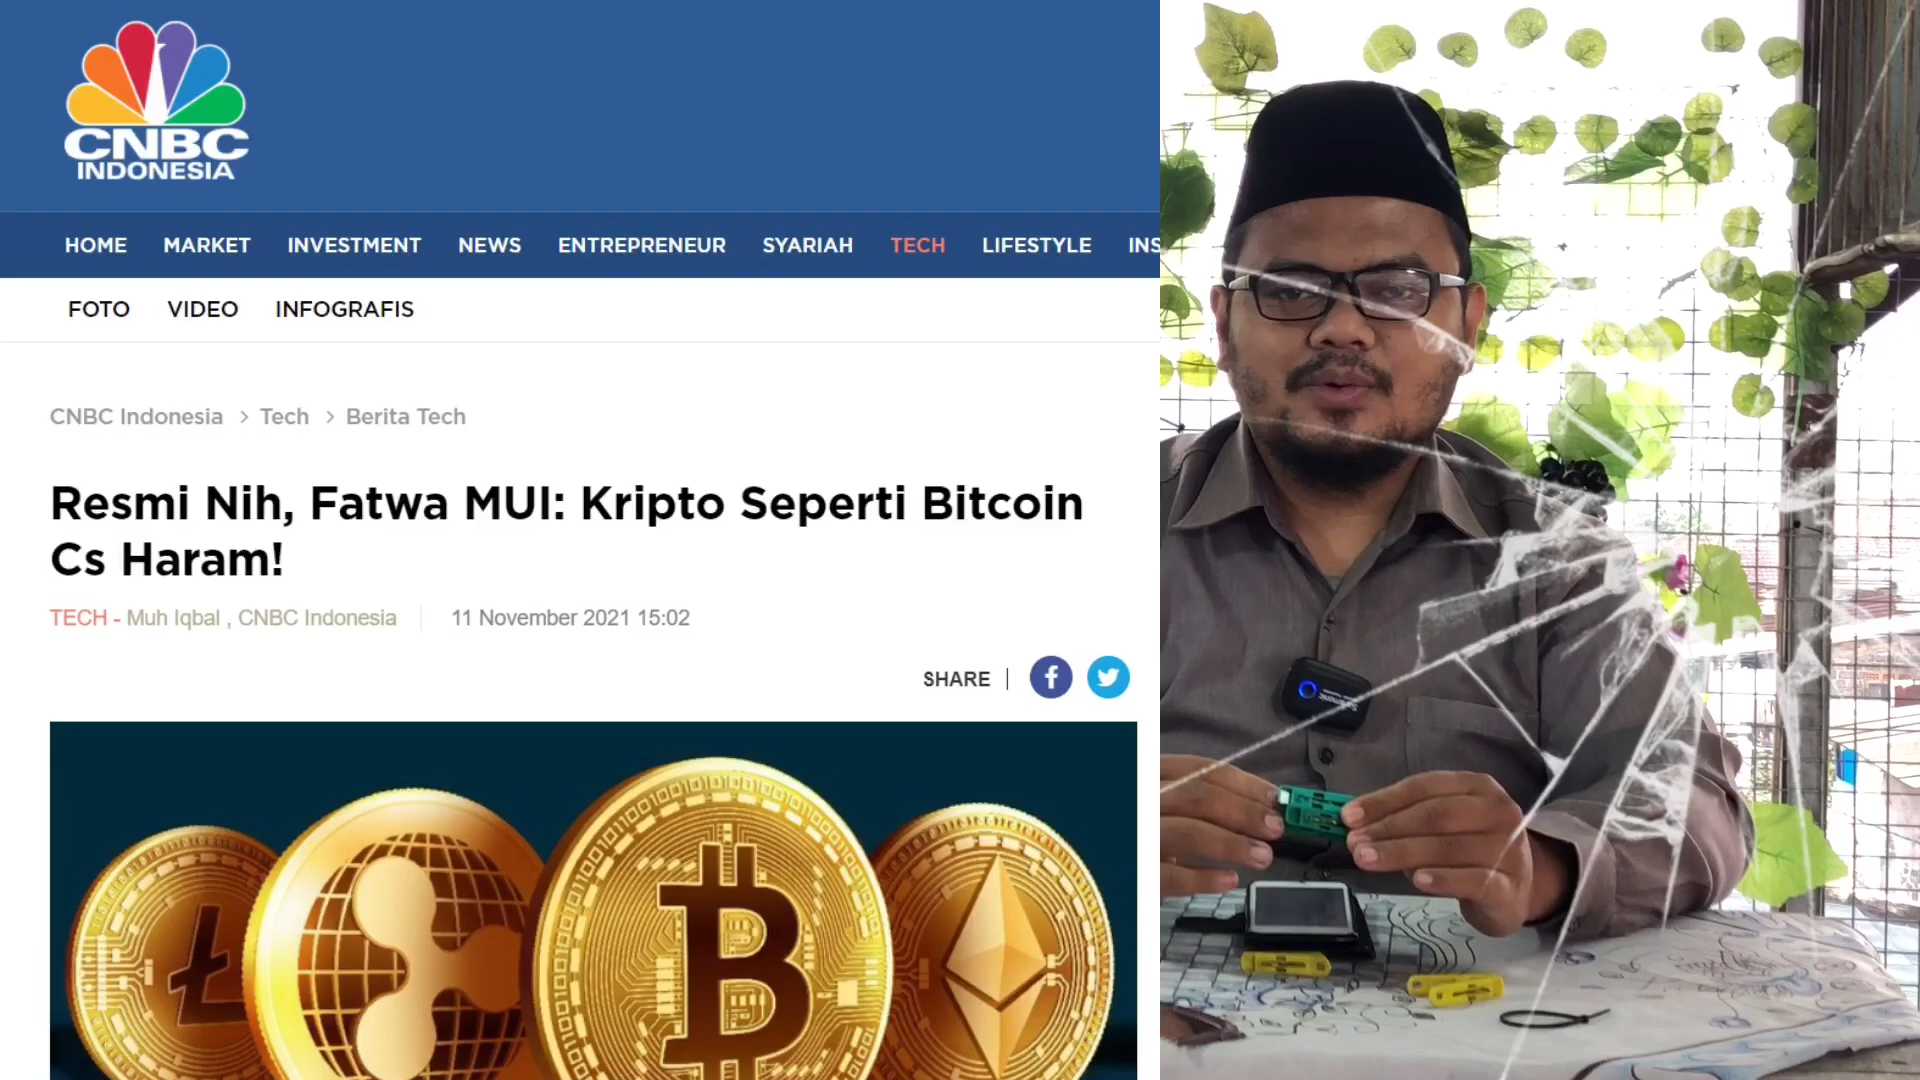 CNBC
INDONESIA
HOME MARKET INVESTMENT NEWS ENTREPRENEUR SYARIAH TECH LIFESTYLE INS
FOTO VIDEO INFOGRAFIS
CNBC Indonesia > Tech > Berita Tech
Resmi Nih, Fatwa MUI: Kripto Seperti Bitcoin
Cs Haram!
TECH - Muh Iqbal , CNBC Indonesia 11 November 2021 15:02
SHARE |
Saramonic